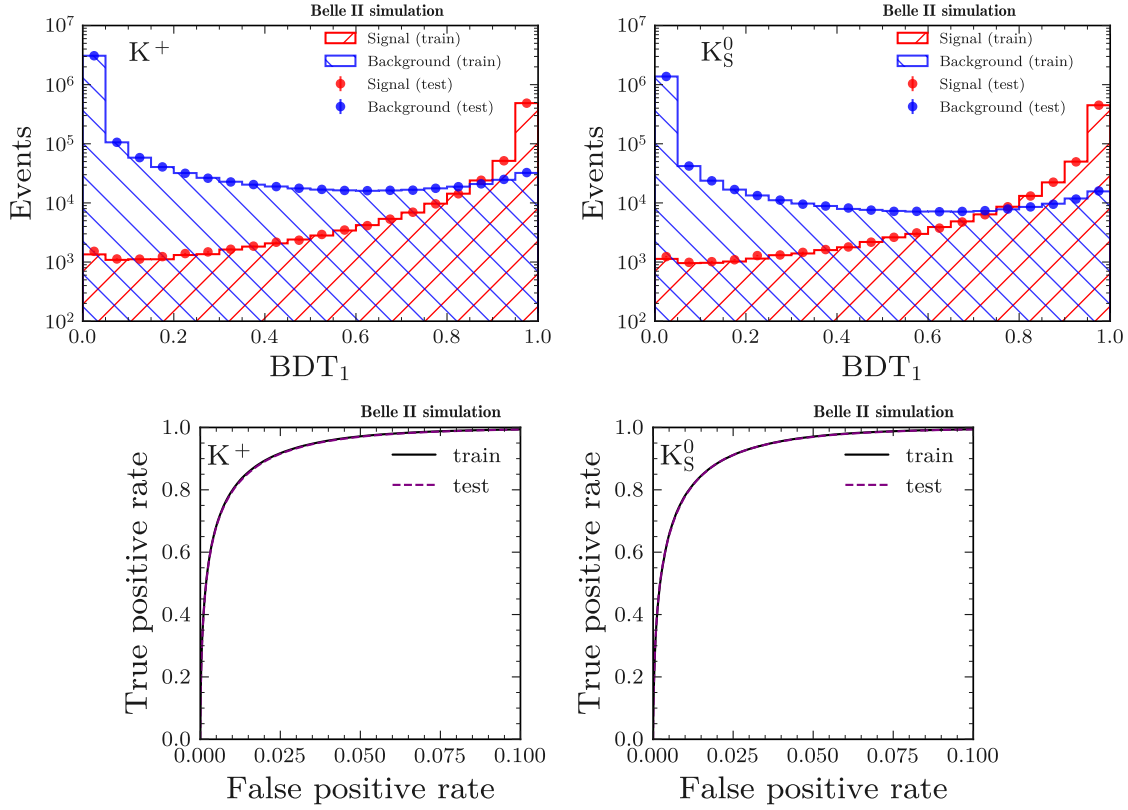 Belle II simulation
K⁺
Signal (train)
Background (train)
Signal (test)
Background (test)
10⁷
10⁶
10⁵
10⁴
10³
10²
Events
0.0 0.2 0.4 0.6 0.8 1.0
BDT₁
Belle II simulation
K⁰_S
Signal (train)
Background (train)
Signal (test)
Background (test)
10⁷
10⁶
10⁵
10⁴
10³
10²
Events
0.0 0.2 0.4 0.6 0.8 1.0
BDT₁
Belle II simulation
K⁺
train
test
1.0
0.8
0.6
0.4
0.2
0.0
True positive rate
0.000 0.025 0.050 0.075 0.100
False positive rate
Belle II simulation
K⁰_S
train
test
1.0
0.8
0.6
0.4
0.2
0.0
True positive rate
0.000 0.025 0.050 0.075 0.100
False positive rate